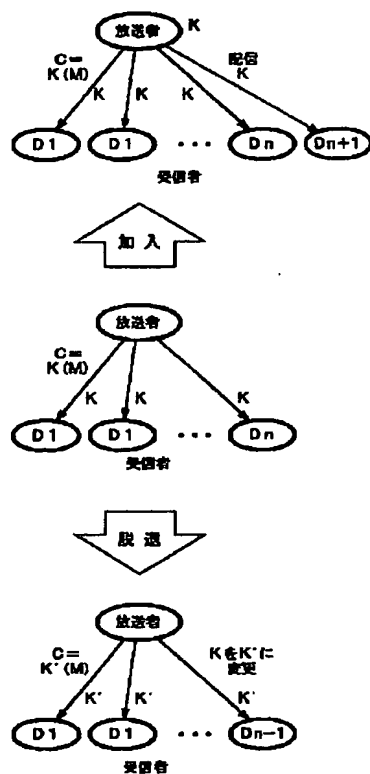 放送者 K
C=
K(M)
配信
K
K K K
D1 D1 ・・・ Dn Dn+1
受信者
加入
放送者
C=
K(M)
K K K
D1 D1 ・・・ Dn
受信者
脱退
放送者
C=
K'(M)
KをK'に
変更
K' K' K'
D1 D1 ・・・ Dn-1
受信者